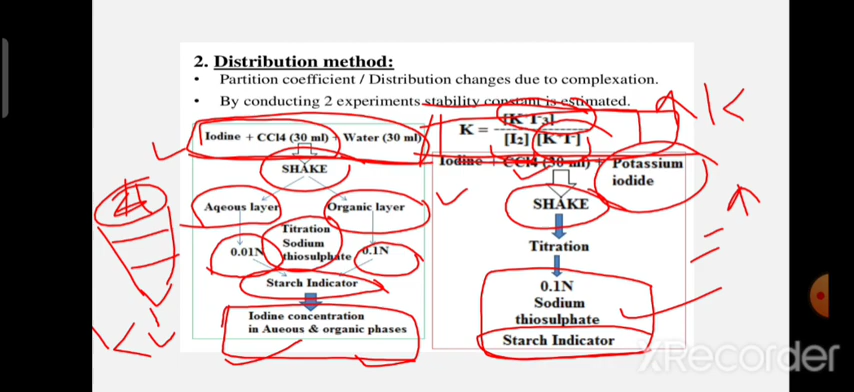 2. Distribution method:
• Partition coefficient / Distribution changes due to complexation.
• By conducting 2 experiments stability constant is estimated.
Iodine + CCl4 (30 ml) + Water (30 ml)
SHAKE
Aqeous layer
Organic layer
Titration
Sodium
thiosulphate
0.01N
0.1N
Starch Indicator
Iodine concentration
in Aueous & organic phases
K = [K I3]
[I2] [K I]
Iodine + CCl4 (30 ml) + Potassium
iodide
SHAKE
Titration
0.1N
Sodium
thiosulphate
Starch Indicator
XRecorder